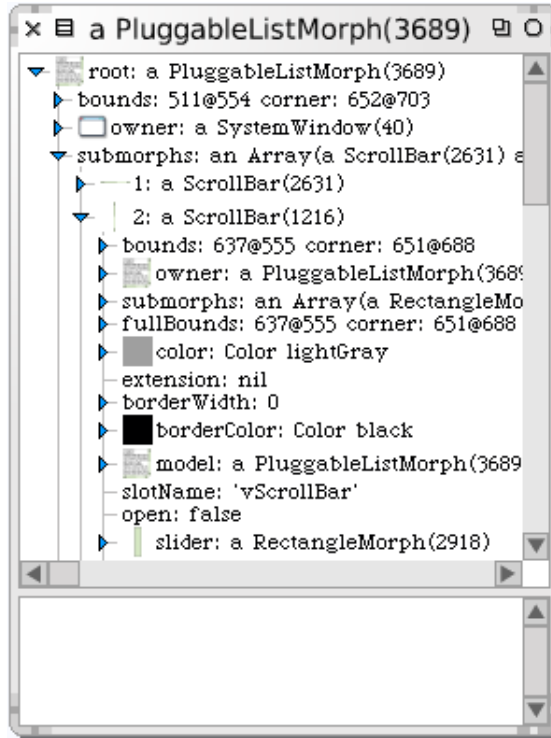 a PluggableListMorph(3689)
root: a PluggableListMorph(3689)
bounds: 511@554 corner: 652@703
owner: a SystemWindow(40)
submorphs: an Array(a ScrollBar(2631) a
1: a ScrollBar(2631)
2: a ScrollBar(1216)
bounds: 637@555 corner: 651@688
owner: a PluggableListMorph(3689
submorphs: an Array(a RectangleMo
fullBounds: 637@555 corner: 651@688
color: Color lightGray
extension: nil
borderWidth: 0
borderColor: Color black
model: a PluggableListMorph(3689
slotName: 'vScrollBar'
open: false
slider: a RectangleMorph(2918)